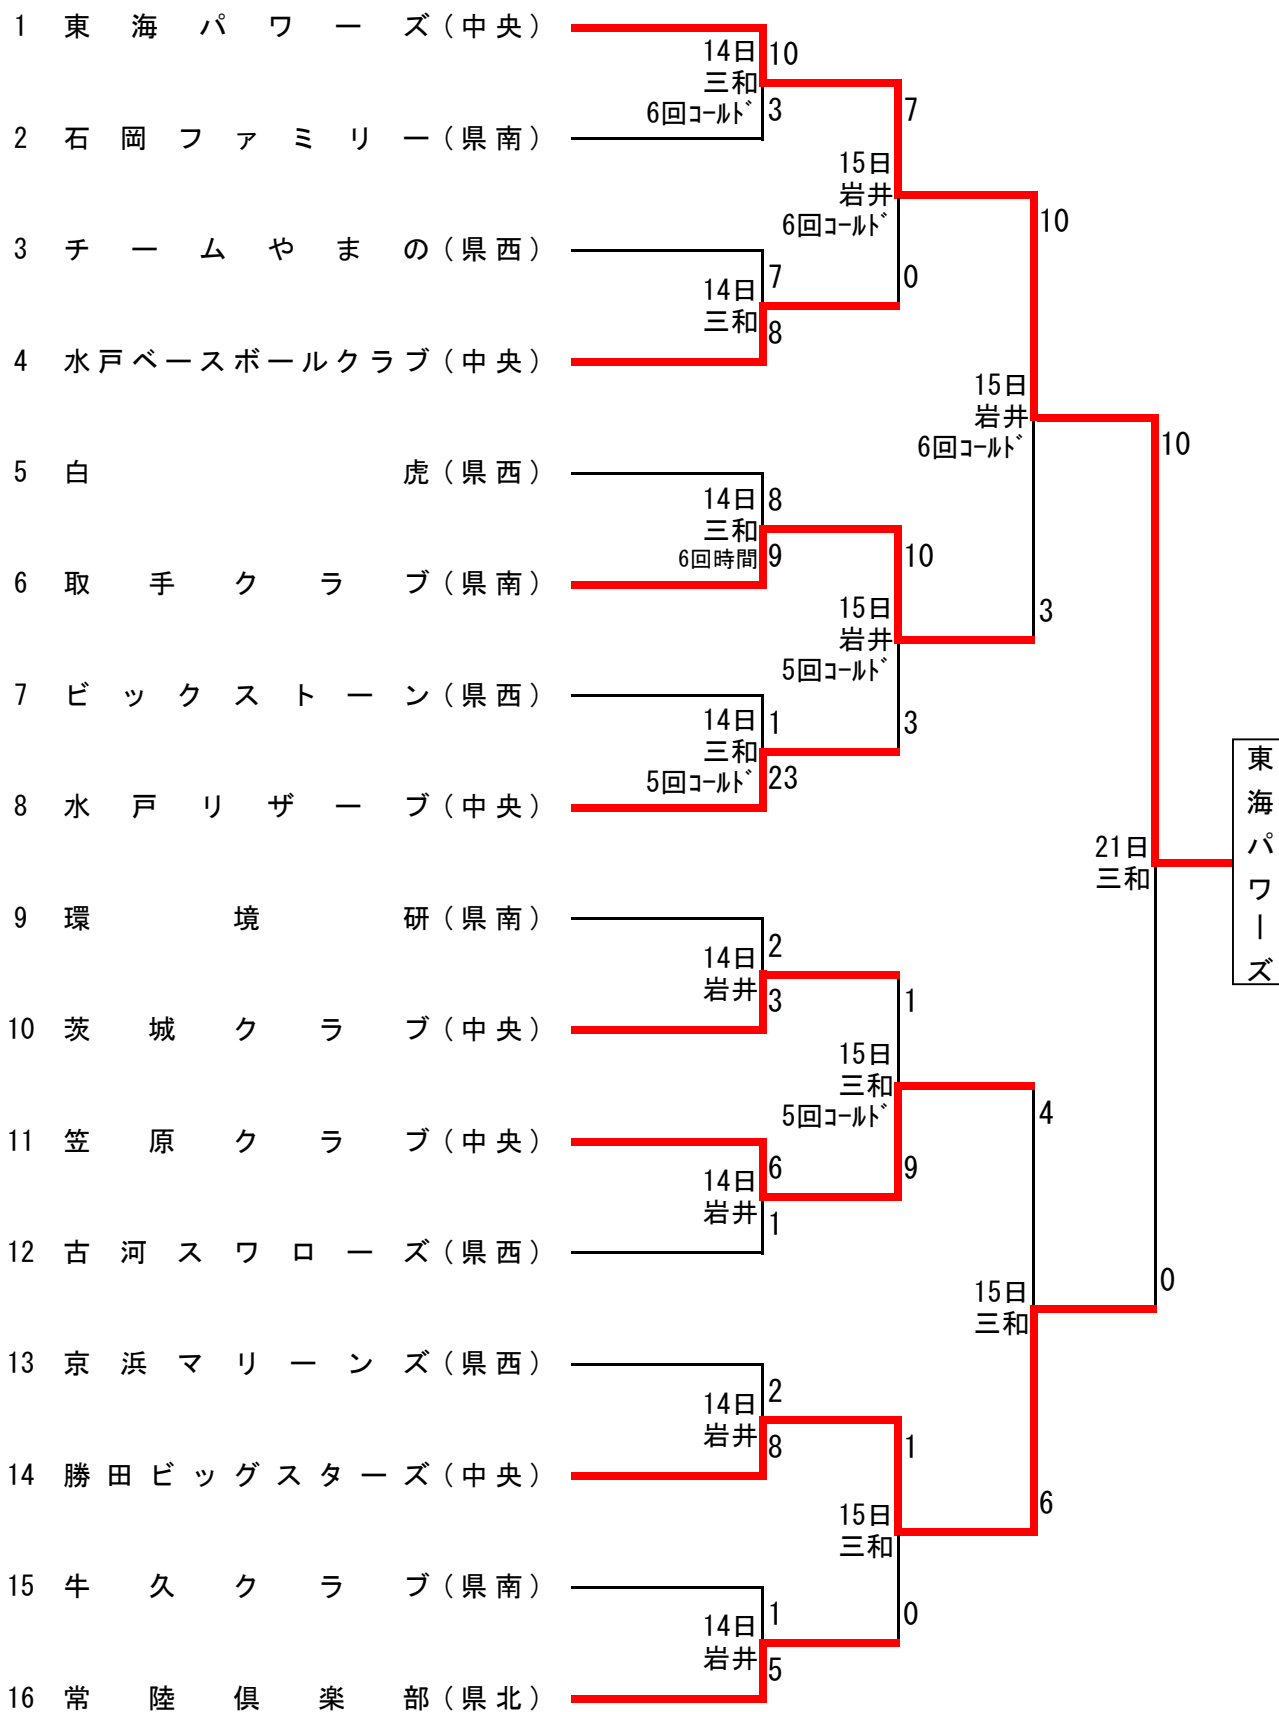 1 東海パワーズ(中央)
14日 10
三和
6回ｺｰﾙﾄﾞ 3
2 石岡ファミリー(県南)
7
15日
岩井
6回ｺｰﾙﾄﾞ
0
3 チームやまの(県西)
7
14日
三和
8
4 水戸ベースボールクラブ(中央)
10
15日
岩井
6回ｺｰﾙﾄﾞ
3
5 白虎(県西)
14日 8
三和
6回時間 9
6 取手クラブ(県南)
10
15日
岩井
5回ｺｰﾙﾄﾞ
3
7 ビックストーン(県西)
14日 1
三和
5回ｺｰﾙﾄﾞ 23
8 水戸リザーブ(中央)
10
21日
三和
0
東海パワーズ
9 環境研(県南)
2
14日
岩井 3
10 茨城クラブ(中央)
1
15日
三和
5回ｺｰﾙﾄﾞ
9
11 笠原クラブ(中央)
6
14日
岩井
1
12 古河スワローズ(県西)
4
15日
三和
6
13 京浜マリーンズ(県西)
2
14日
岩井 8
14 勝田ビッグスターズ(中央)
1
15日
三和
0
15 牛久クラブ(県南)
1
14日
岩井
5
16 常陸倶楽部(県北)